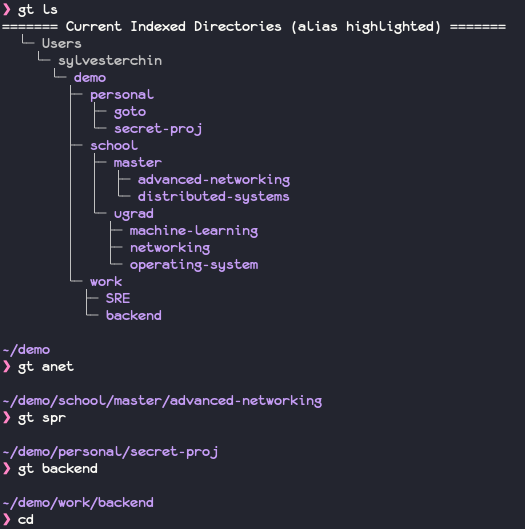 ❯ gt ls
======= Current Indexed Directories (alias highlighted) =======
└─ Users
└─ sylvesterchin
└─ demo
├─ personal
├─ goto
└─ secret-proj
├─ school
├─ master
├─ advanced-networking
└─ distributed-systems
└─ ugrad
├─ machine-learning
├─ networking
└─ operating-system
└─ work
├─ SRE
└─ backend
~/demo
❯ gt anet
~/demo/school/master/advanced-networking
❯ gt spr
~/demo/personal/secret-proj
❯ gt backend
~/demo/work/backend
❯ cd